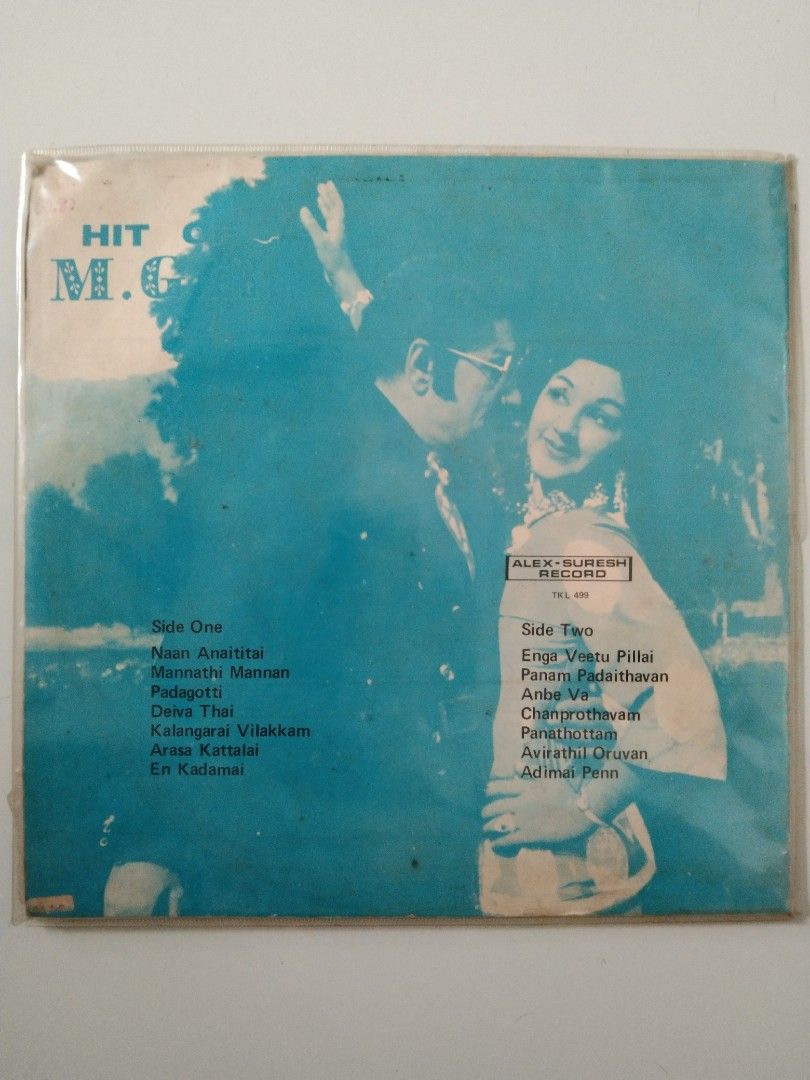 HIT
M.G
ALEX-SURESH
RECORD
TKL 499
Side One
Naan Anaititai
Mannathi Mannan
Padagotti
Deiva Thai
Kalangarai Vilakkam
Arasa Kattalai
En Kadamai
Side Two
Enga Veetu Pillai
Panam Padaithavan
Anbe Va
Chanprothavam
Panathottam
Avirathil Oruvan
Adimai Penn